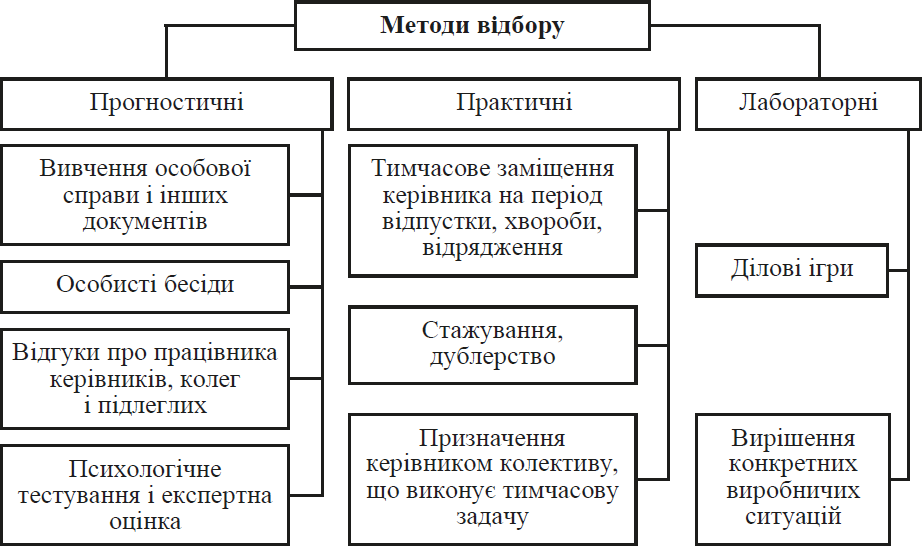 Методи відбору
Прогностичні
Вивчення особової
справи і інших
документів
Особисті бесіди
Відгуки про працівника
керівників, колег
і підлеглих
Психологічне
тестування і експертна
оцінка
Практичні
Тимчасове заміщення
керівника на період
відпустки, хвороби,
відрядження
Стажування,
дублерство
Призначення
керівником колективу,
що виконує тимчасову
задачу
Лабораторні
Ділові ігри
Вирішення
конкретних
виробничих
ситуацій